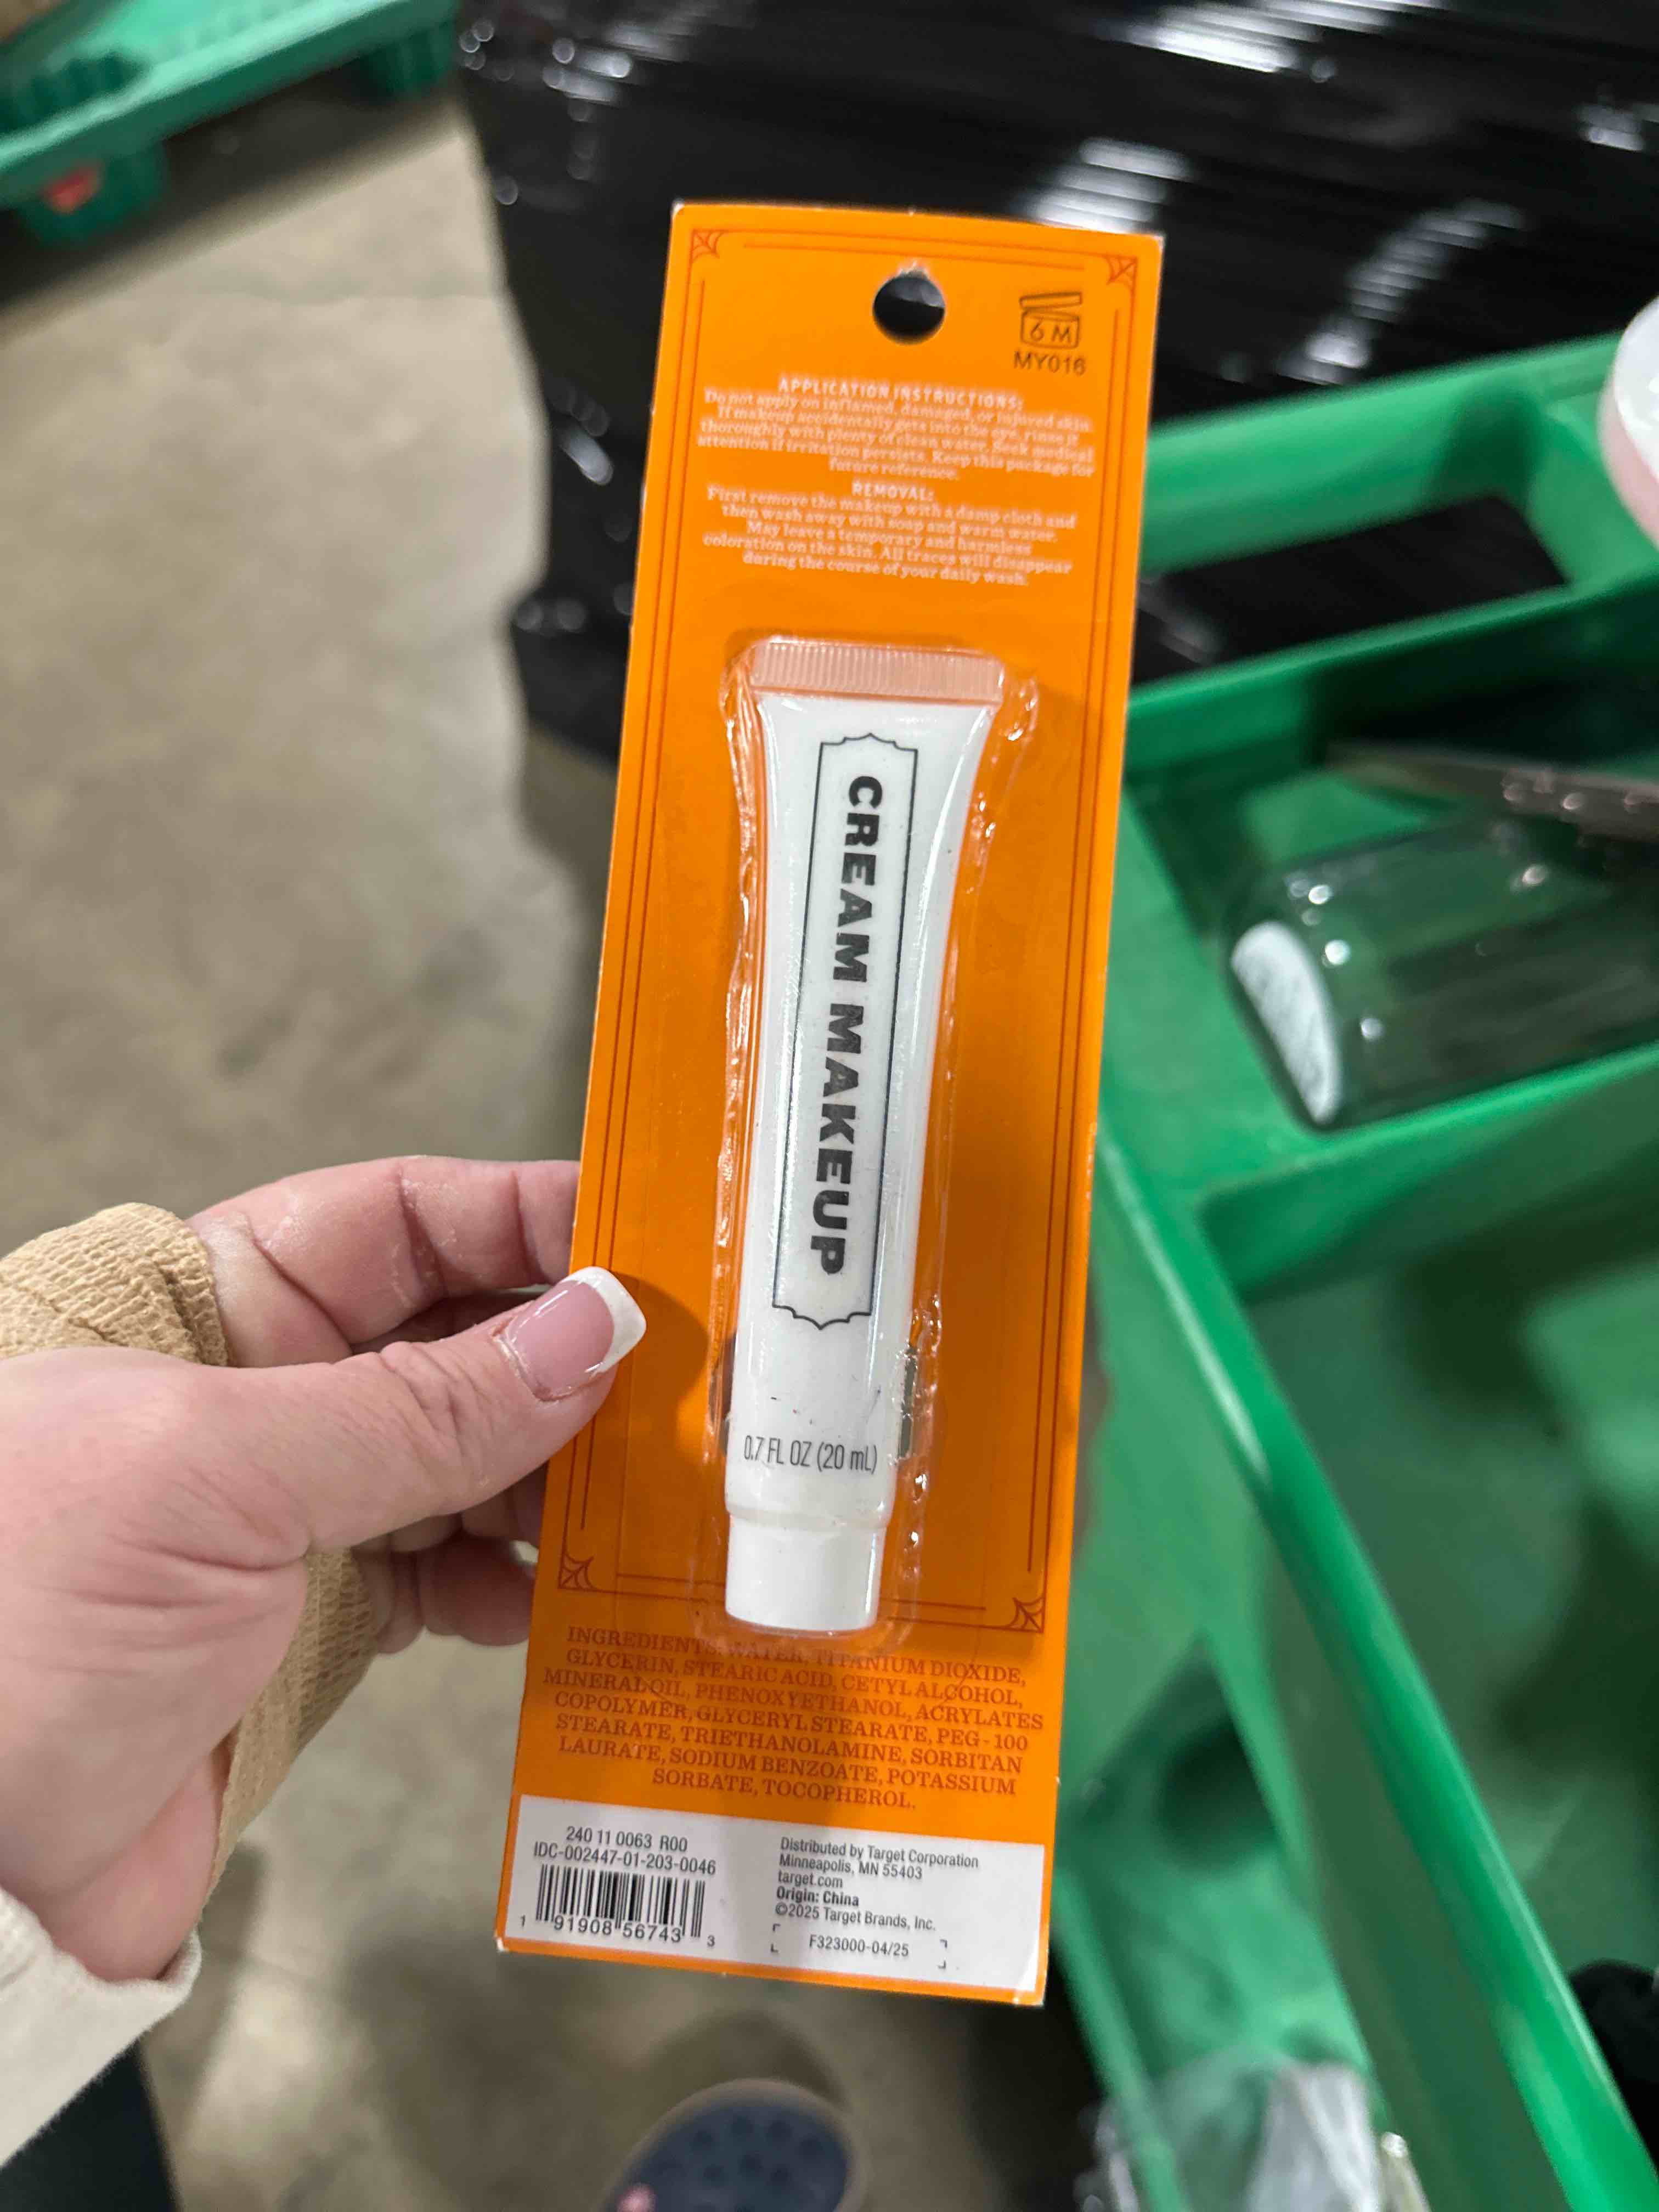 6 M
MY016
APPLICATION INSTRUCTIONS:
Do not apply on inflamed, damaged, or injured skin.
If makeup accidentally gets into the eye, rinse it
thoroughly with plenty of clean water. Seek medical
attention if irritation persists. Keep this package for
future reference.
REMOVAL:
First remove the makeup with a damp cloth and
then wash away with soap and warm water.
May leave a temporary and harmless
coloration on the skin. All traces will disappear
during the course of your daily wash.
CREAM MAKEUP
0.7 FL OZ (20 mL)
INGREDIENTS: WATER, TITANIUM DIOXIDE,
GLYCERIN, STEARIC ACID, CETYL ALCOHOL,
MINERAL OIL, PHENOXYETHANOL, ACRYLATES
COPOLYMER, GLYCERYL STEARATE, PEG-100
STEARATE, TRIETHANOLAMINE, SORBITAN
LAURATE, SODIUM BENZOATE, POTASSIUM
SORBATE, TOCOPHEROL.
240 11 0063 R00
IDC-002447-01-203-0046
1 91908 56743 3
Distributed by Target Corporation
Minneapolis, MN 55403
target.com
Origin: China
©2025 Target Brands, Inc.
F323000-04/25